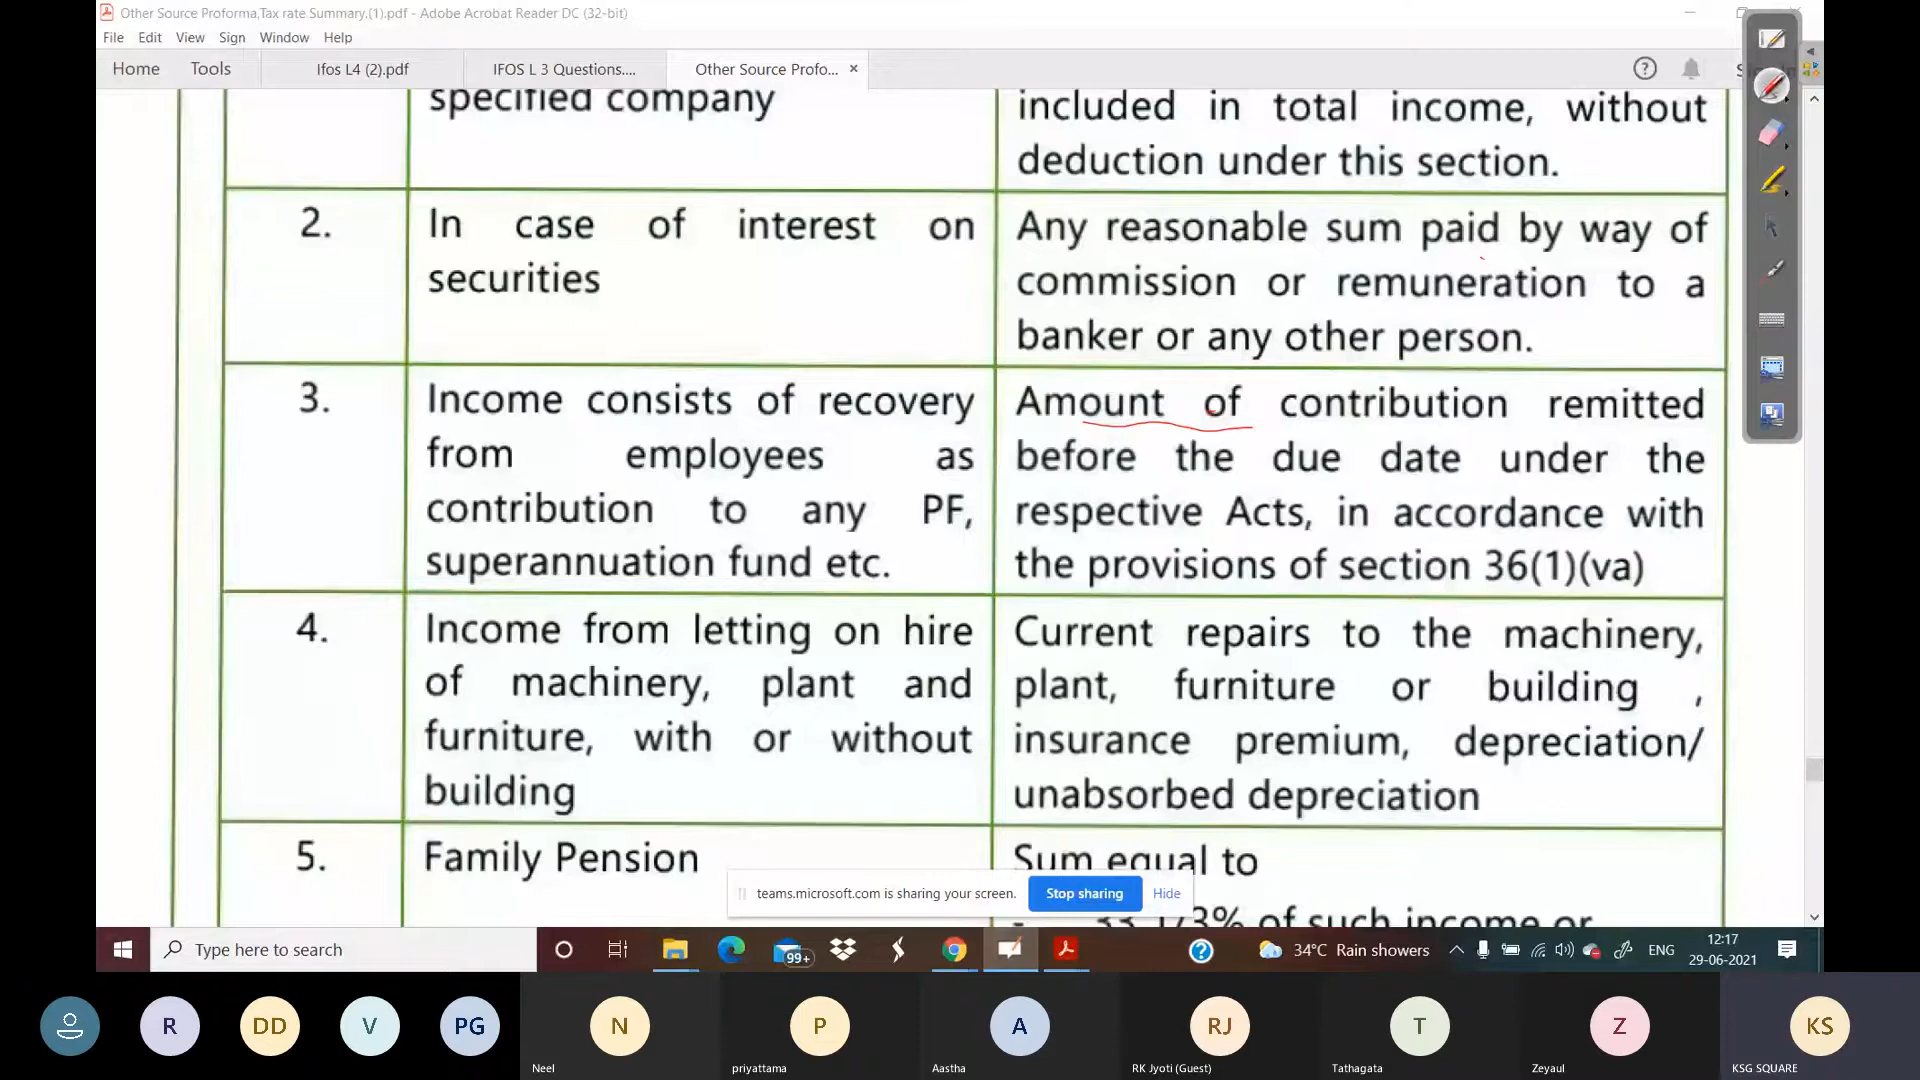 Other Source Proforma,Tax rate Summary,(1).pdf - Adobe Acrobat Reader DC (32-bit)
File Edit View Sign Window Help
Home Tools Ifos L4 (2).pdf IFOS L 3 Questions.... Other Source Profo... ×
specified company
included in total income, without
deduction under this section.
2.
In case of interest on
securities
Any reasonable sum paid by way of
commission or remuneration to a
banker or any other person.
3.
Income consists of recovery
from employees as
contribution to any PF,
superannuation fund etc.
Amount of contribution remitted
before the due date under the
respective Acts, in accordance with
the provisions of section 36(1)(va)
4.
Income from letting on hire
of machinery, plant and
furniture, with or without
building
Current repairs to the machinery,
plant, furniture or building ,
insurance premium, depreciation/
unabsorbed depreciation
5.
Family Pension
Sum equal to
- 33 1/3% of such income or
teams.microsoft.com is sharing your screen. Stop sharing Hide
Type here to search
99+
34°C Rain showers
ENG
12:17
29-06-2021
R DD V PG N P A RJ T Z KS
Neel priyattama Aastha RK Jyoti (Guest) Tathagata Zeyaul KSG SQUARE